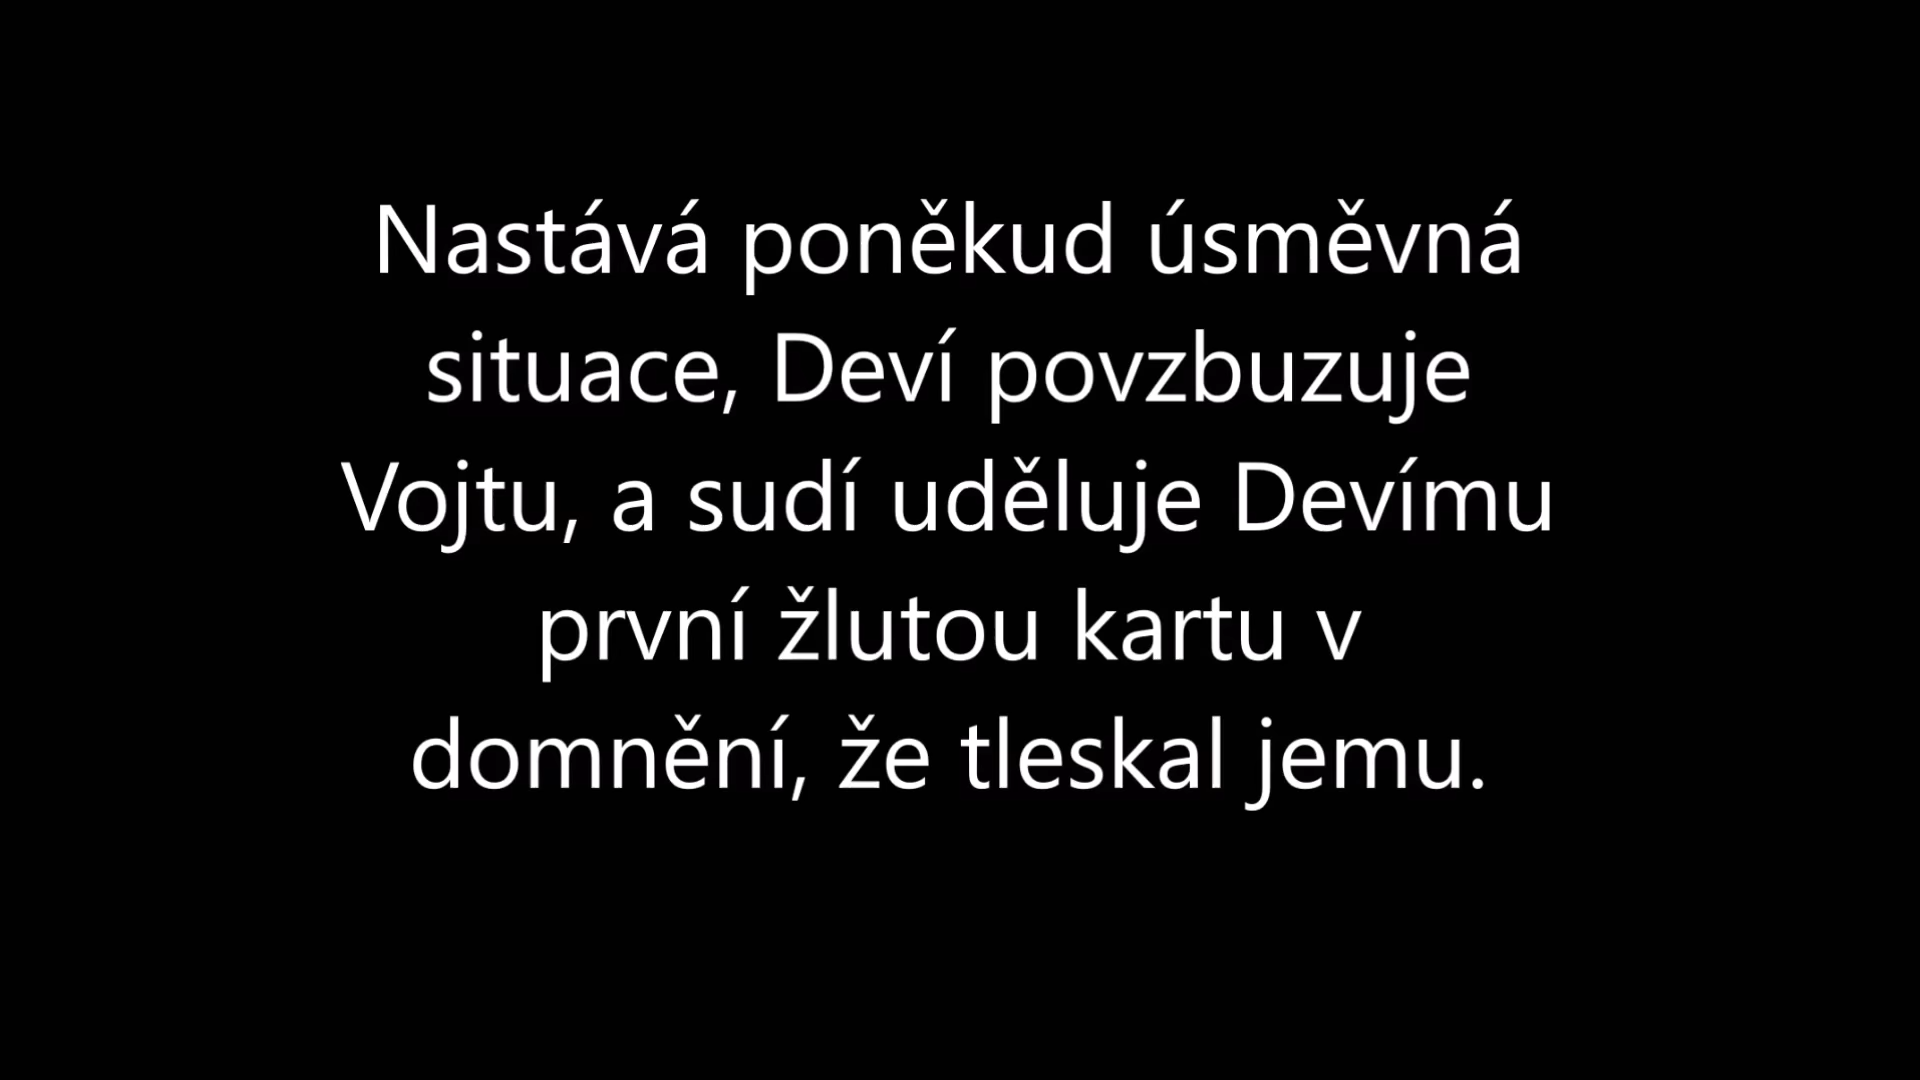 Nastává poněkud úsměvná
situace, Deví povzbuzuje
Vojtu, a sudí uděluje Devímu
první žlutou kartu v
domnění, že tleskal jemu.